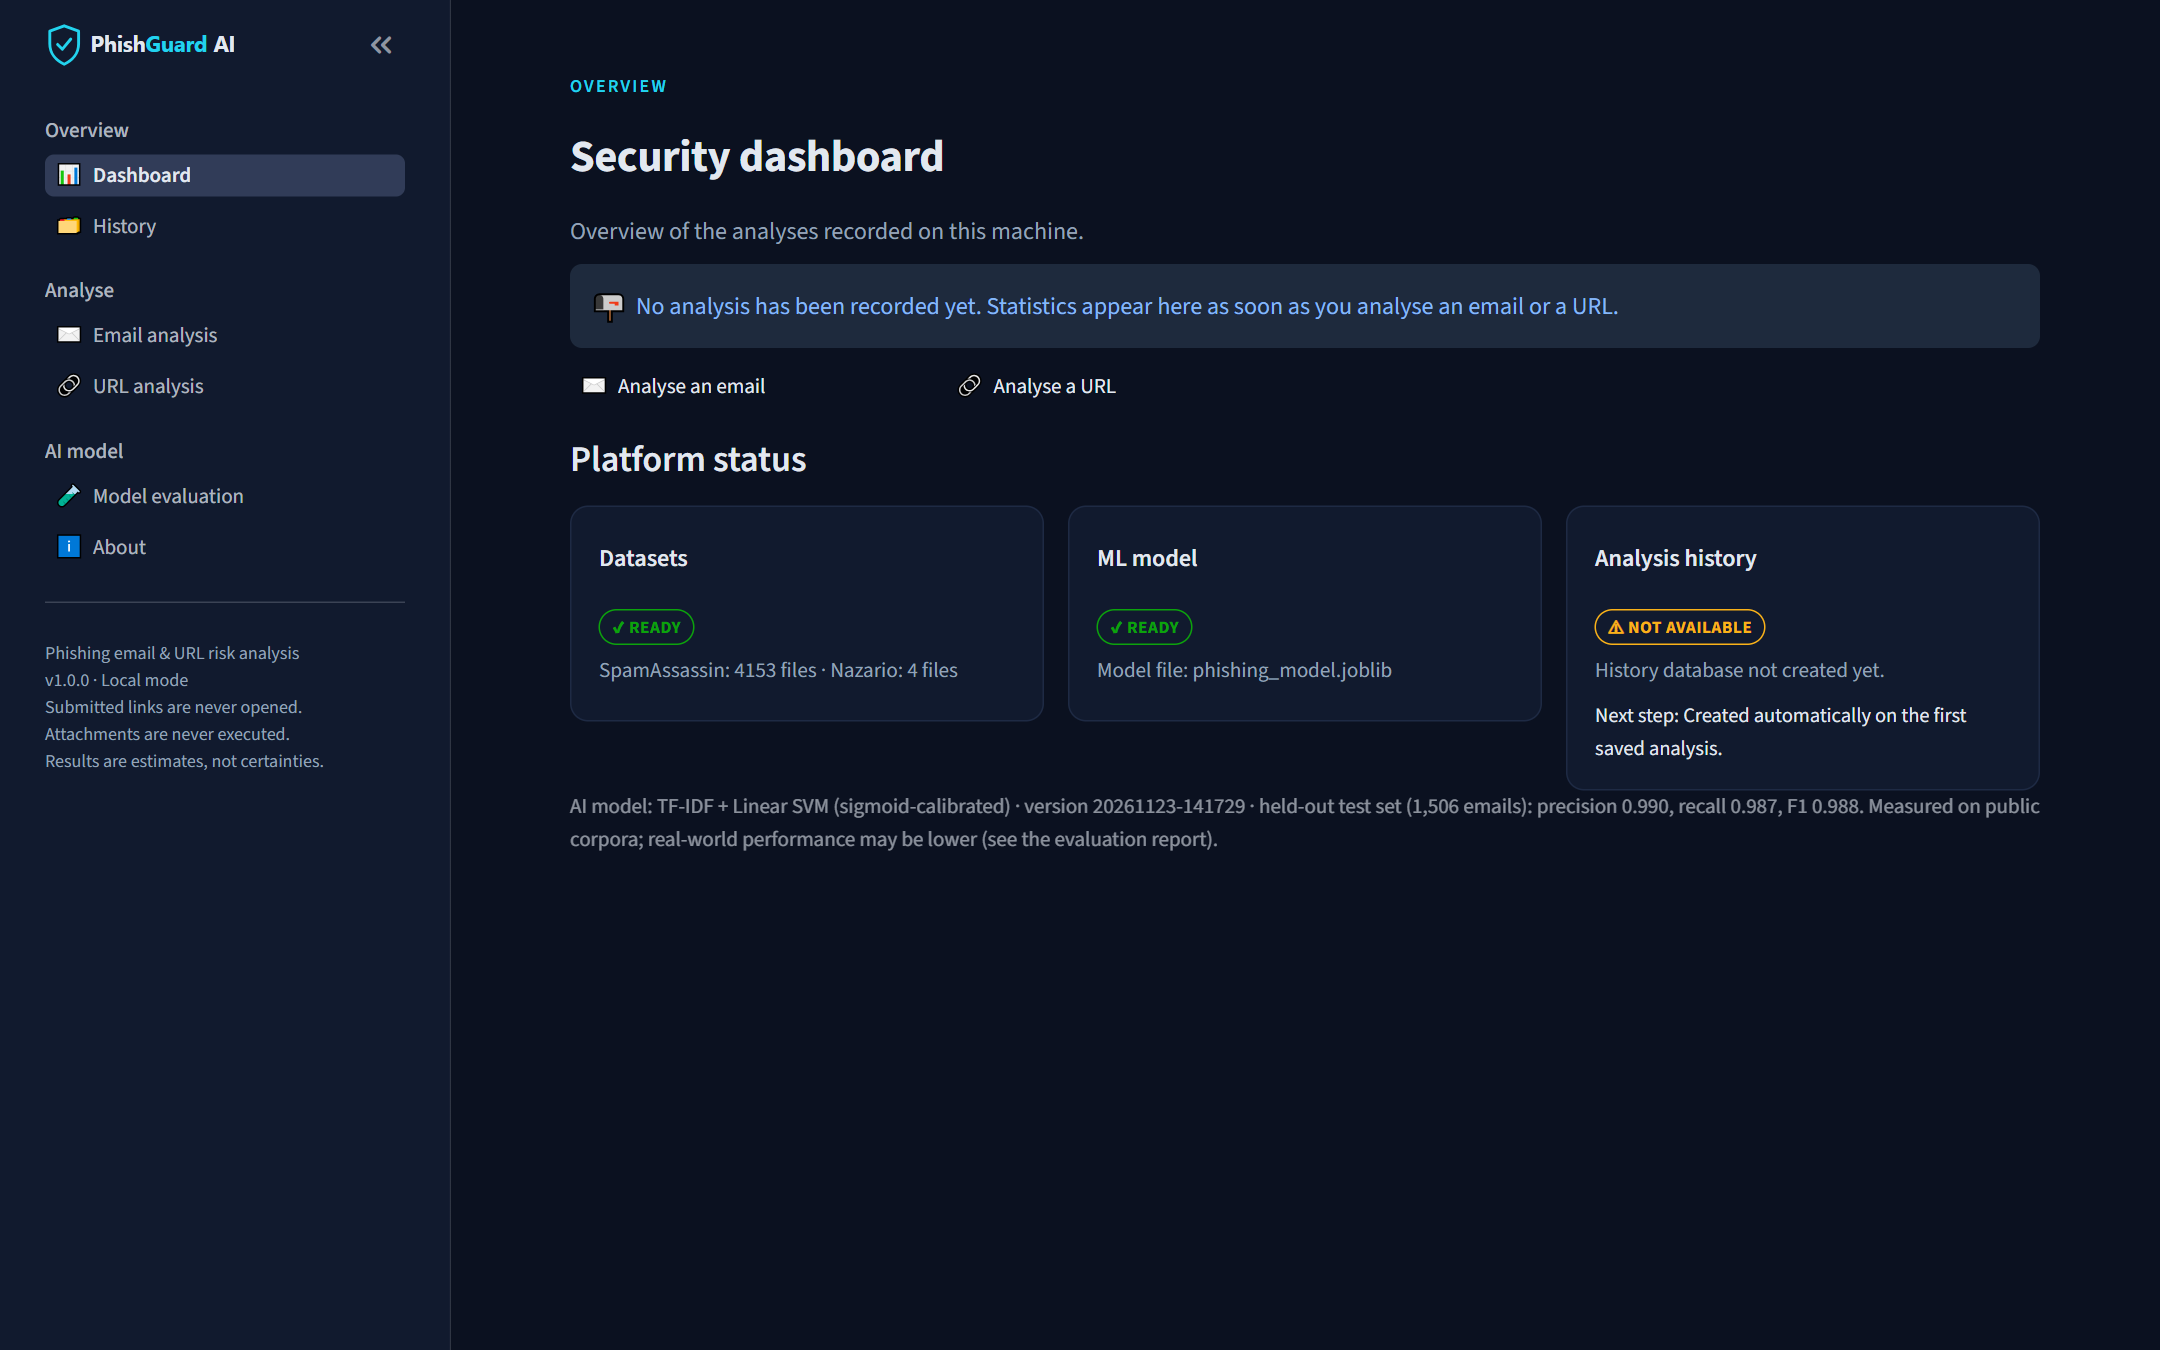 PhishGuard AI
Overview
Dashboard
History
Analyse
Email analysis
URL analysis
AI model
Model evaluation
About
Phishing email & URL risk analysis
v1.0.0 · Local mode
Submitted links are never opened.
Attachments are never executed.
Results are estimates, not certainties.
OVERVIEW
Security dashboard
Overview of the analyses recorded on this machine.
No analysis has been recorded yet. Statistics appear here as soon as you analyse an email or a URL.
Analyse an email
Analyse a URL
Platform status
Datasets
✓ READY
SpamAssassin: 4153 files · Nazario: 4 files
ML model
✓ READY
Model file: phishing_model.joblib
Analysis history
⚠ NOT AVAILABLE
History database not created yet.
Next step: Created automatically on the first
saved analysis.
AI model: TF-IDF + Linear SVM (sigmoid-calibrated) · version 20261123-141729 · held-out test set (1,506 emails): precision 0.990, recall 0.987, F1 0.988. Measured on public
corpora; real-world performance may be lower (see the evaluation report).